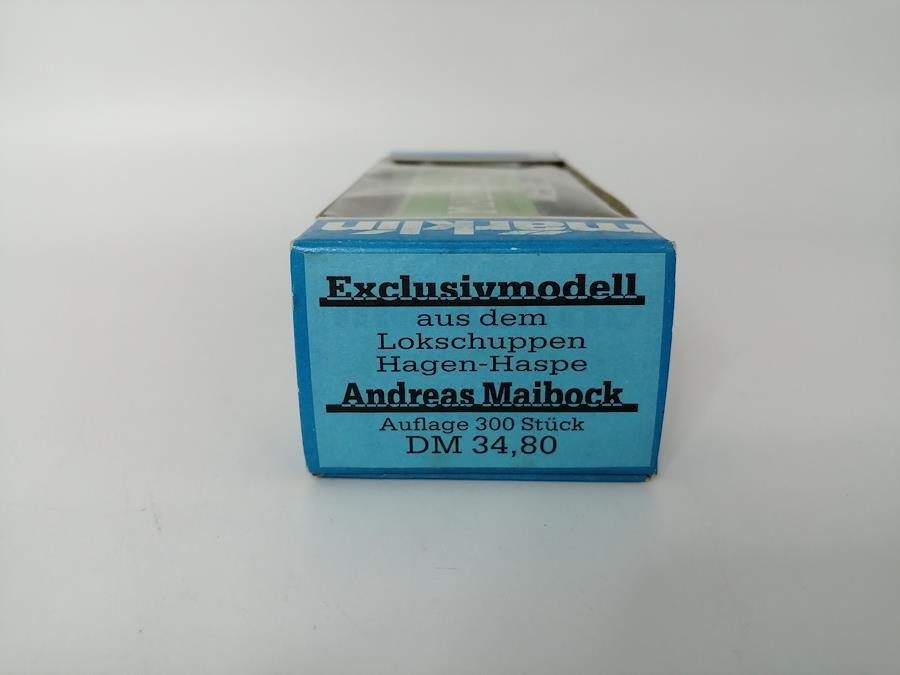 märklin
Exclusivmodell
aus dem
Lokschuppen
Hagen-Haspe
Andreas Maibock
Auflage 300 Stück
DM 34,80